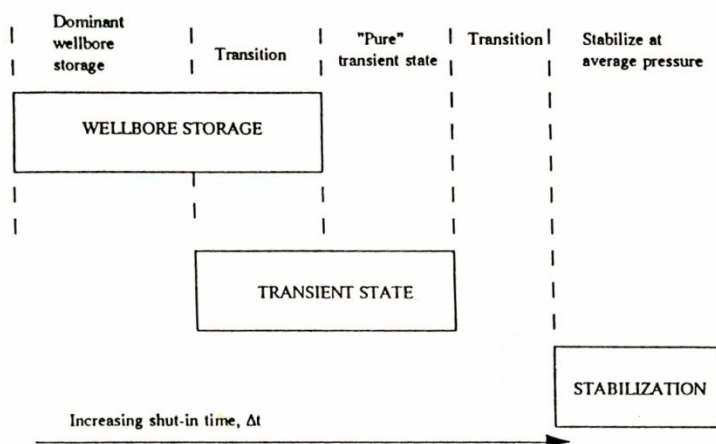 Dominant
wellbore
storage
Transition
"Pure"
transient state
Transition
Stabilize at
average pressure
WELLBORE STORAGE
TRANSIENT STATE
STABILIZATION
Increasing shut-in time, Δt